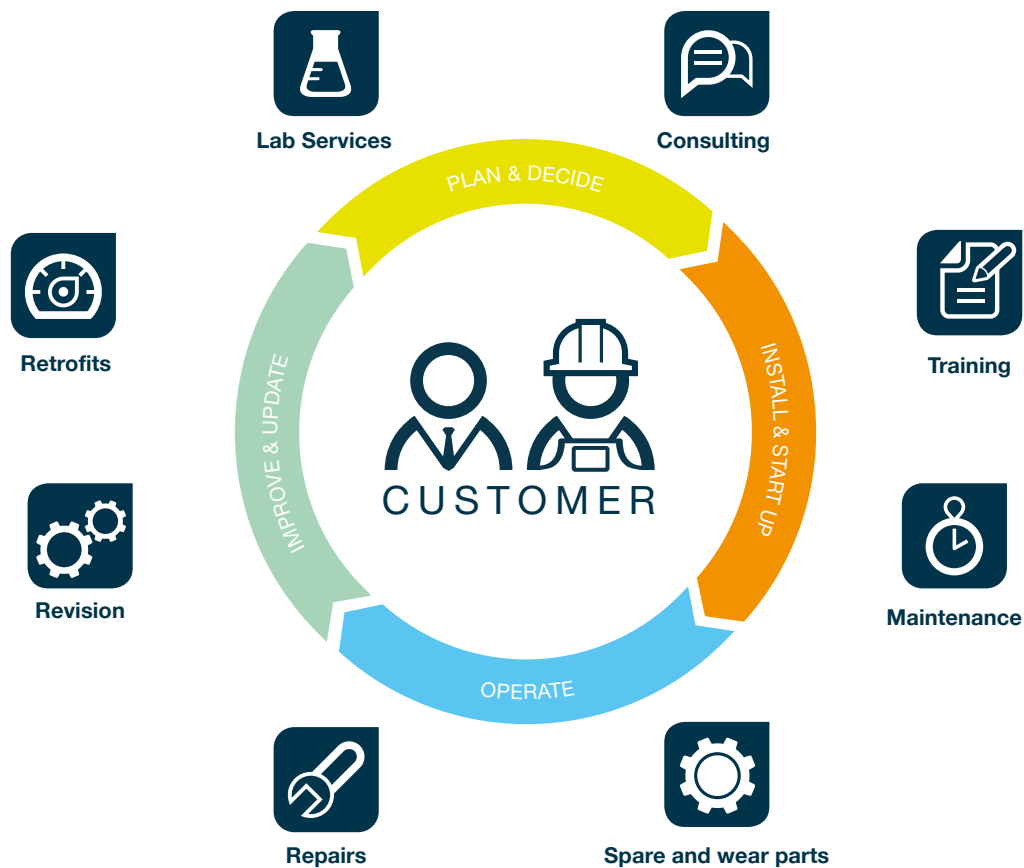 Lab Services
Consulting
PLAN & DECIDE
Retrofits
Training
IMPROVE & UPDATE
INSTALL & START UP
CUSTOMER
Revision
Maintenance
OPERATE
Repairs
Spare and wear parts